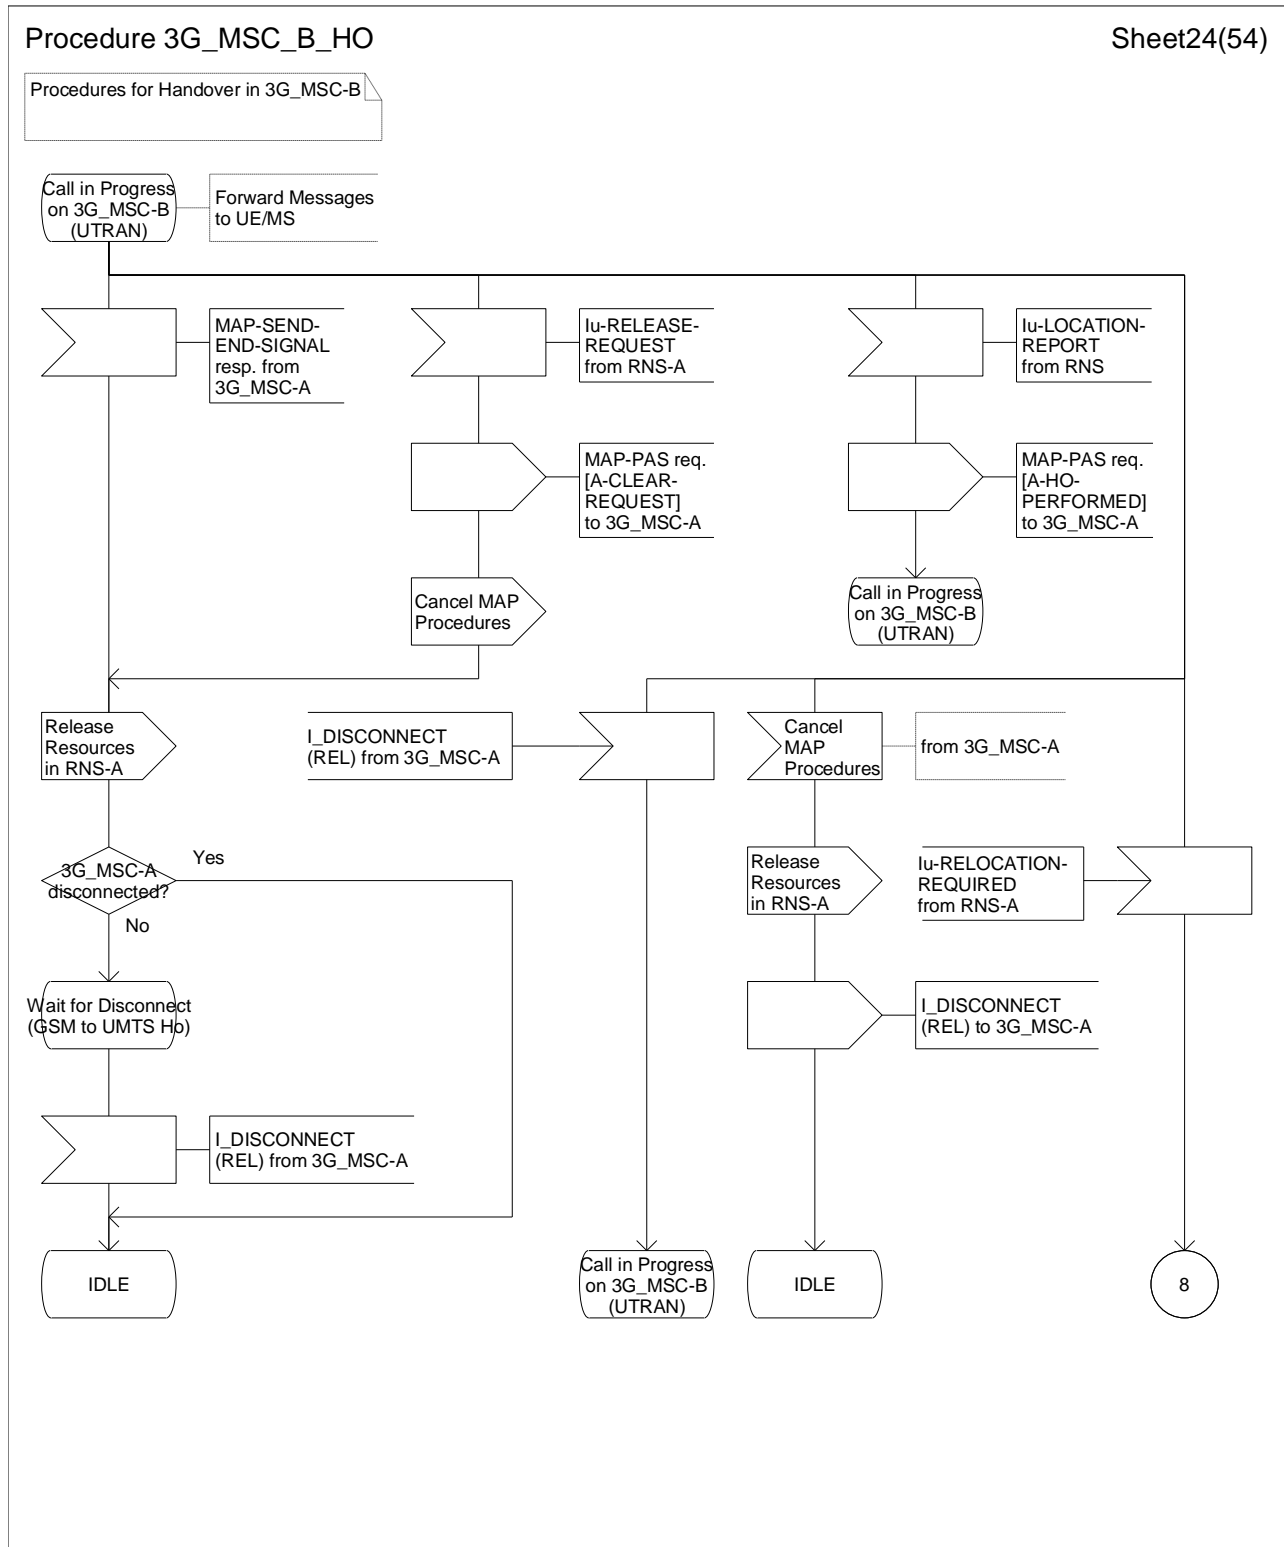 Procedure 3G_MSC_B_HO
Sheet24(54)
Procedures for Handover in 3G_MSC-B
Call in Progress
on 3G_MSC-B
(UTRAN)
Forward Messages
to UE/MS
MAP-SEND-
END-SIGNAL
resp. from
3G_MSC-A
Iu-RELEASE-
REQUEST
from RNS-A
Iu-LOCATION-
REPORT
from RNS
MAP-PAS req.
[A-CLEAR-
REQUEST]
to 3G_MSC-A
MAP-PAS req.
[A-HO-
PERFORMED]
to 3G_MSC-A
Cancel MAP
Procedures
Call in Progress
on 3G_MSC-B
(UTRAN)
Release
Resources
in RNS-A
I_DISCONNECT
(REL) from 3G_MSC-A
Cancel
MAP
Procedures
from 3G_MSC-A
3G_MSC-A
disconnected?
Yes
No
Release
Resources
in RNS-A
Iu-RELOCATION-
REQUIRED
from RNS-A
Wait for Disconnect
(GSM to UMTS Ho)
I_DISCONNECT
(REL) to 3G_MSC-A
I_DISCONNECT
(REL) from 3G_MSC-A
IDLE
Call in Progress
on 3G_MSC-B
(UTRAN)
IDLE
8